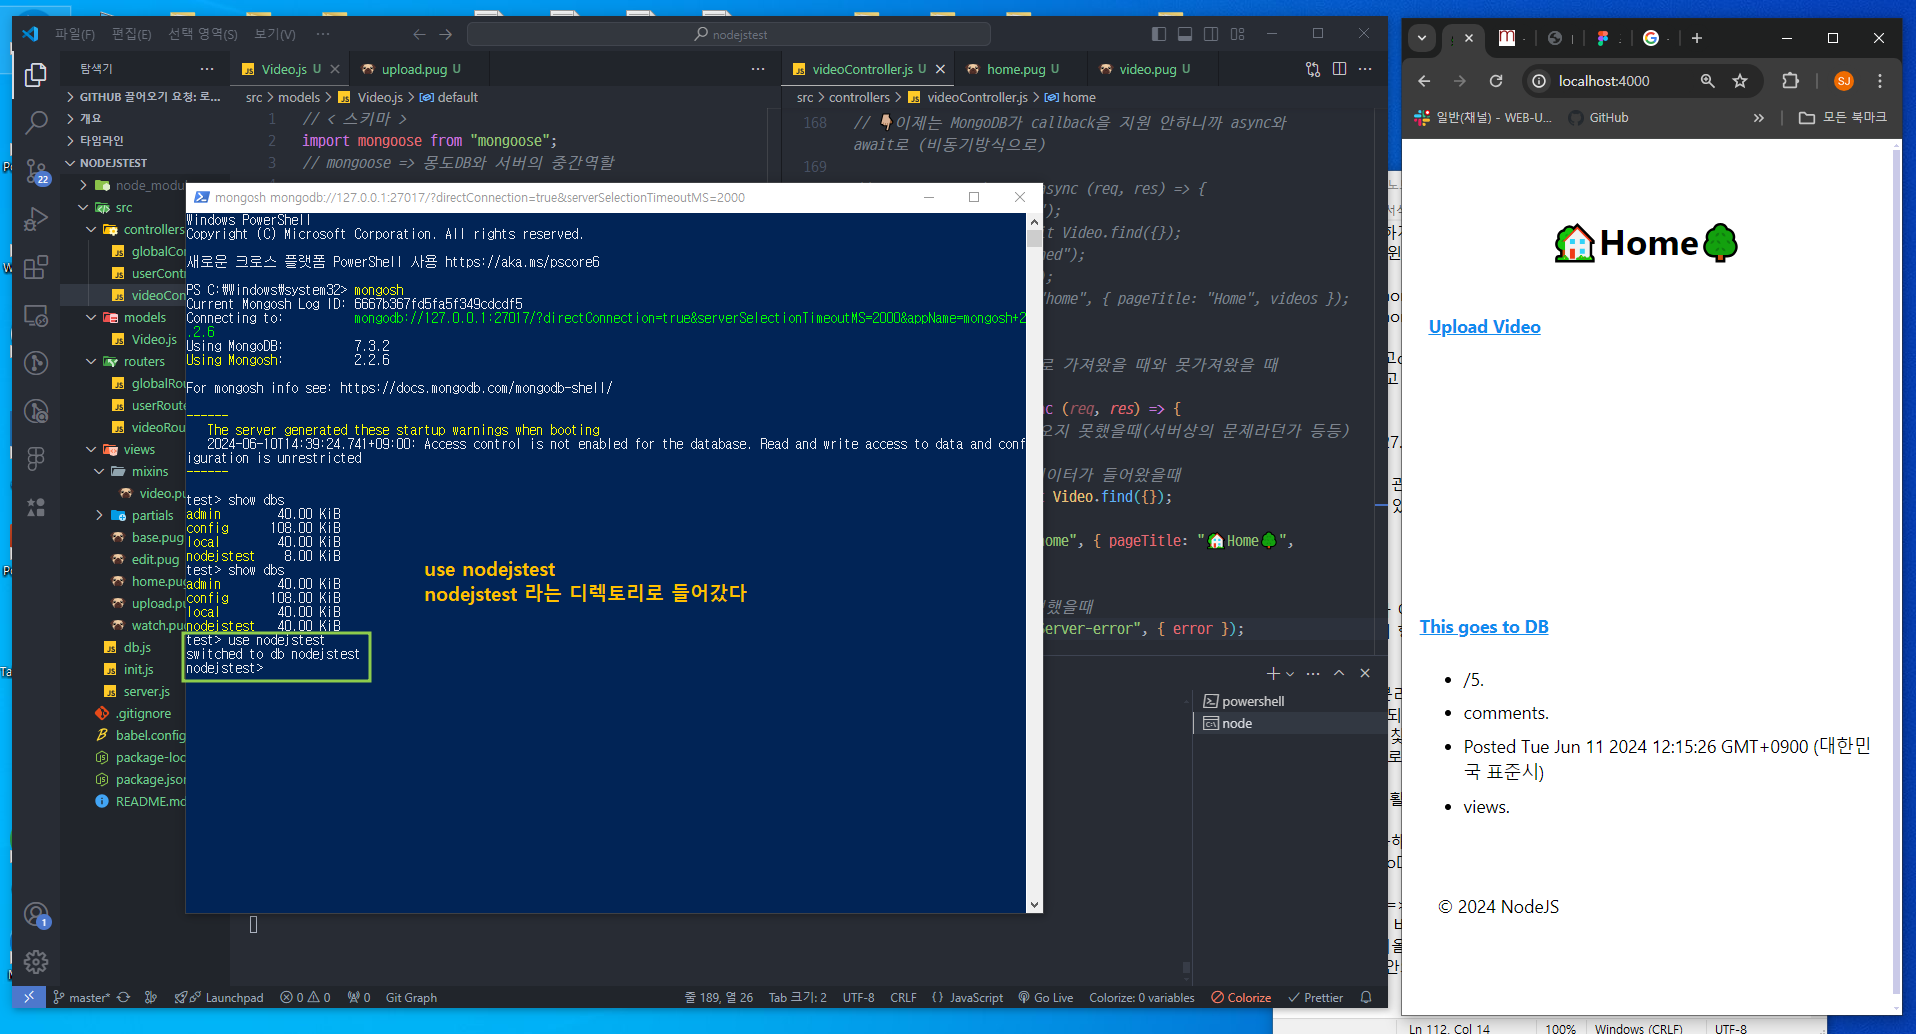 파일(F) 편집(E) 선택 영역(S) 보기(V) ···
nodejstest
탐색기
GITHUB 끌어오기 요청: 로...
개요
타임라인
NODEJSTEST
node_modu
src
controllers
globalCo
userCont
videoCon
models
Video.js
routers
globalRo
userRoute
videoRou
views
mixins
video.pu
partials
base.pug
edit.pug
home.pug
upload.pu
watch.pug
db.js
init.js
server.js
.gitignore
babel.config
package-loc
package.json
README.md
22
1
Video.js U
upload.pug U
src > models > Video.js > default
1 // < 스키마 >
2 import mongoose from "mongoose";
3 // mongoose => 몽도DB와 서버의 중간역할
videoController.js U
home.pug U
video.pug U
src > controllers > videoController.js > home
168 // 👇🏽이제는 MongoDB가 callback을 지원 안하니까 async와
await로 (비동기방식으로)
169
async (req, res) => {
");
t Video.find({});
ned");
);
"home", { pageTitle: "Home", videos });
로 가져왔을 때와 못가져왔을 때
c (req, res) => {
오지 못했을때(서버상의 문제라던가 등등)
이터가 들어왔을때
Video.find({});
ome", { pageTitle: "🏠Home🌳",
했을때
Server-error", { error });
powershell
node
mongosh mongodb://127.0.0.1:27017/?directConnection=true&serverSelectionTimeoutMS=2000
Windows PowerShell
Copyright (C) Microsoft Corporation. All rights reserved.
새로운 크로스 플랫폼 PowerShell 사용 https://aka.ms/pscore6
PS C:\Windows\system32> mongosh
Current Mongosh Log ID: 6667b367fd5fa5f349cdcdf5
Connecting to: mongodb://127.0.0.1:27017/?directConnection=true&serverSelectionTimeoutMS=2000&appName=mongosh+2
.2.6
Using MongoDB: 7.3.2
Using Mongosh: 2.2.6
For mongosh info see: https://docs.mongodb.com/mongodb-shell/
------
The server generated these startup warnings when booting
2024-06-10T14:39:24.741+09:00: Access control is not enabled for the database. Read and write access to data and conf
iguration is unrestricted
------
test> show dbs
admin 40.00 KiB
config 108.00 KiB
local 40.00 KiB
nodejstest 8.00 KiB
test> show dbs
admin 40.00 KiB
config 108.00 KiB
local 40.00 KiB
nodejstest 40.00 KiB
test> use nodejstest
switched to db nodejstest
nodejstest>
use nodejstest
nodejstest 라는 디렉토리로 들어갔다
master* Launchpad 0 0 0 Git Graph 줄 189, 열 26 Tab 크기: 2 UTF-8 CRLF {} JavaScript Go Live Colorize: 0 variables Colorize Prettier
localhost:4000
SJ
일반(채널) - WEB-U... GitHub » 모든 북마크
🏠Home🌳
Upload Video
This goes to DB
/5.
comments.
Posted Tue Jun 11 2024 12:15:26 GMT+0900 (대한민
국 표준시)
views.
© 2024 NodeJS
Ln 112, Col 14 100% Windows (CRLF) UTF-8